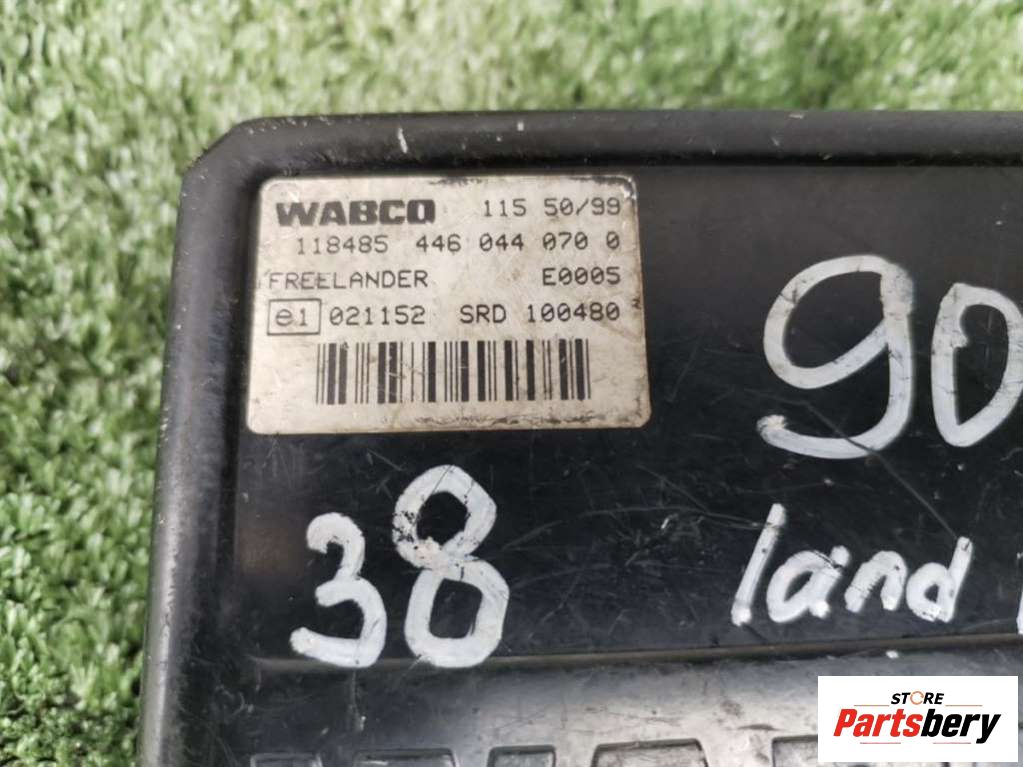 WABCO 115 50/99
118485 446 044 070 0
FREELANDER E0005
e1 021152 SRD 100480
90
38
land
STORE
Partsbery